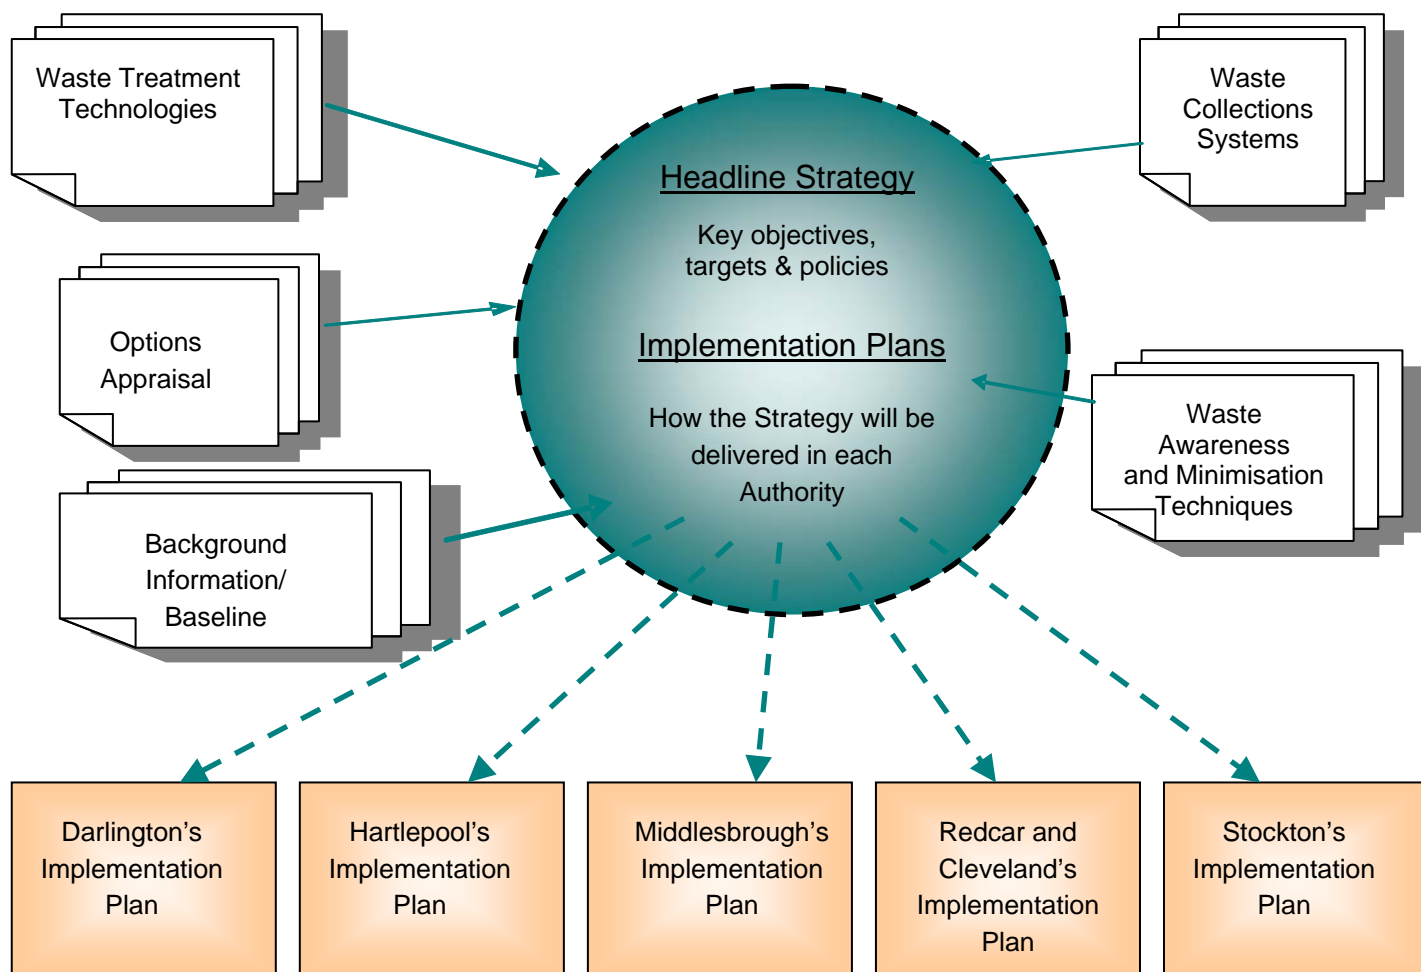 Waste Treatment
Technologies
Waste
Collections
Systems
Headline Strategy
Key objectives,
targets & policies
Options
Appraisal
Implementation Plans
How the Strategy will be
delivered in each
Authority
Waste
Awareness
and Minimisation
Techniques
Background
Information/
Baseline
Darlington’s
Implementation
Plan
Hartlepool’s
Implementation
Plan
Middlesbrough’s
Implementation
Plan
Redcar and
Cleveland’s
Implementation
Plan
Stockton’s
Implementation
Plan